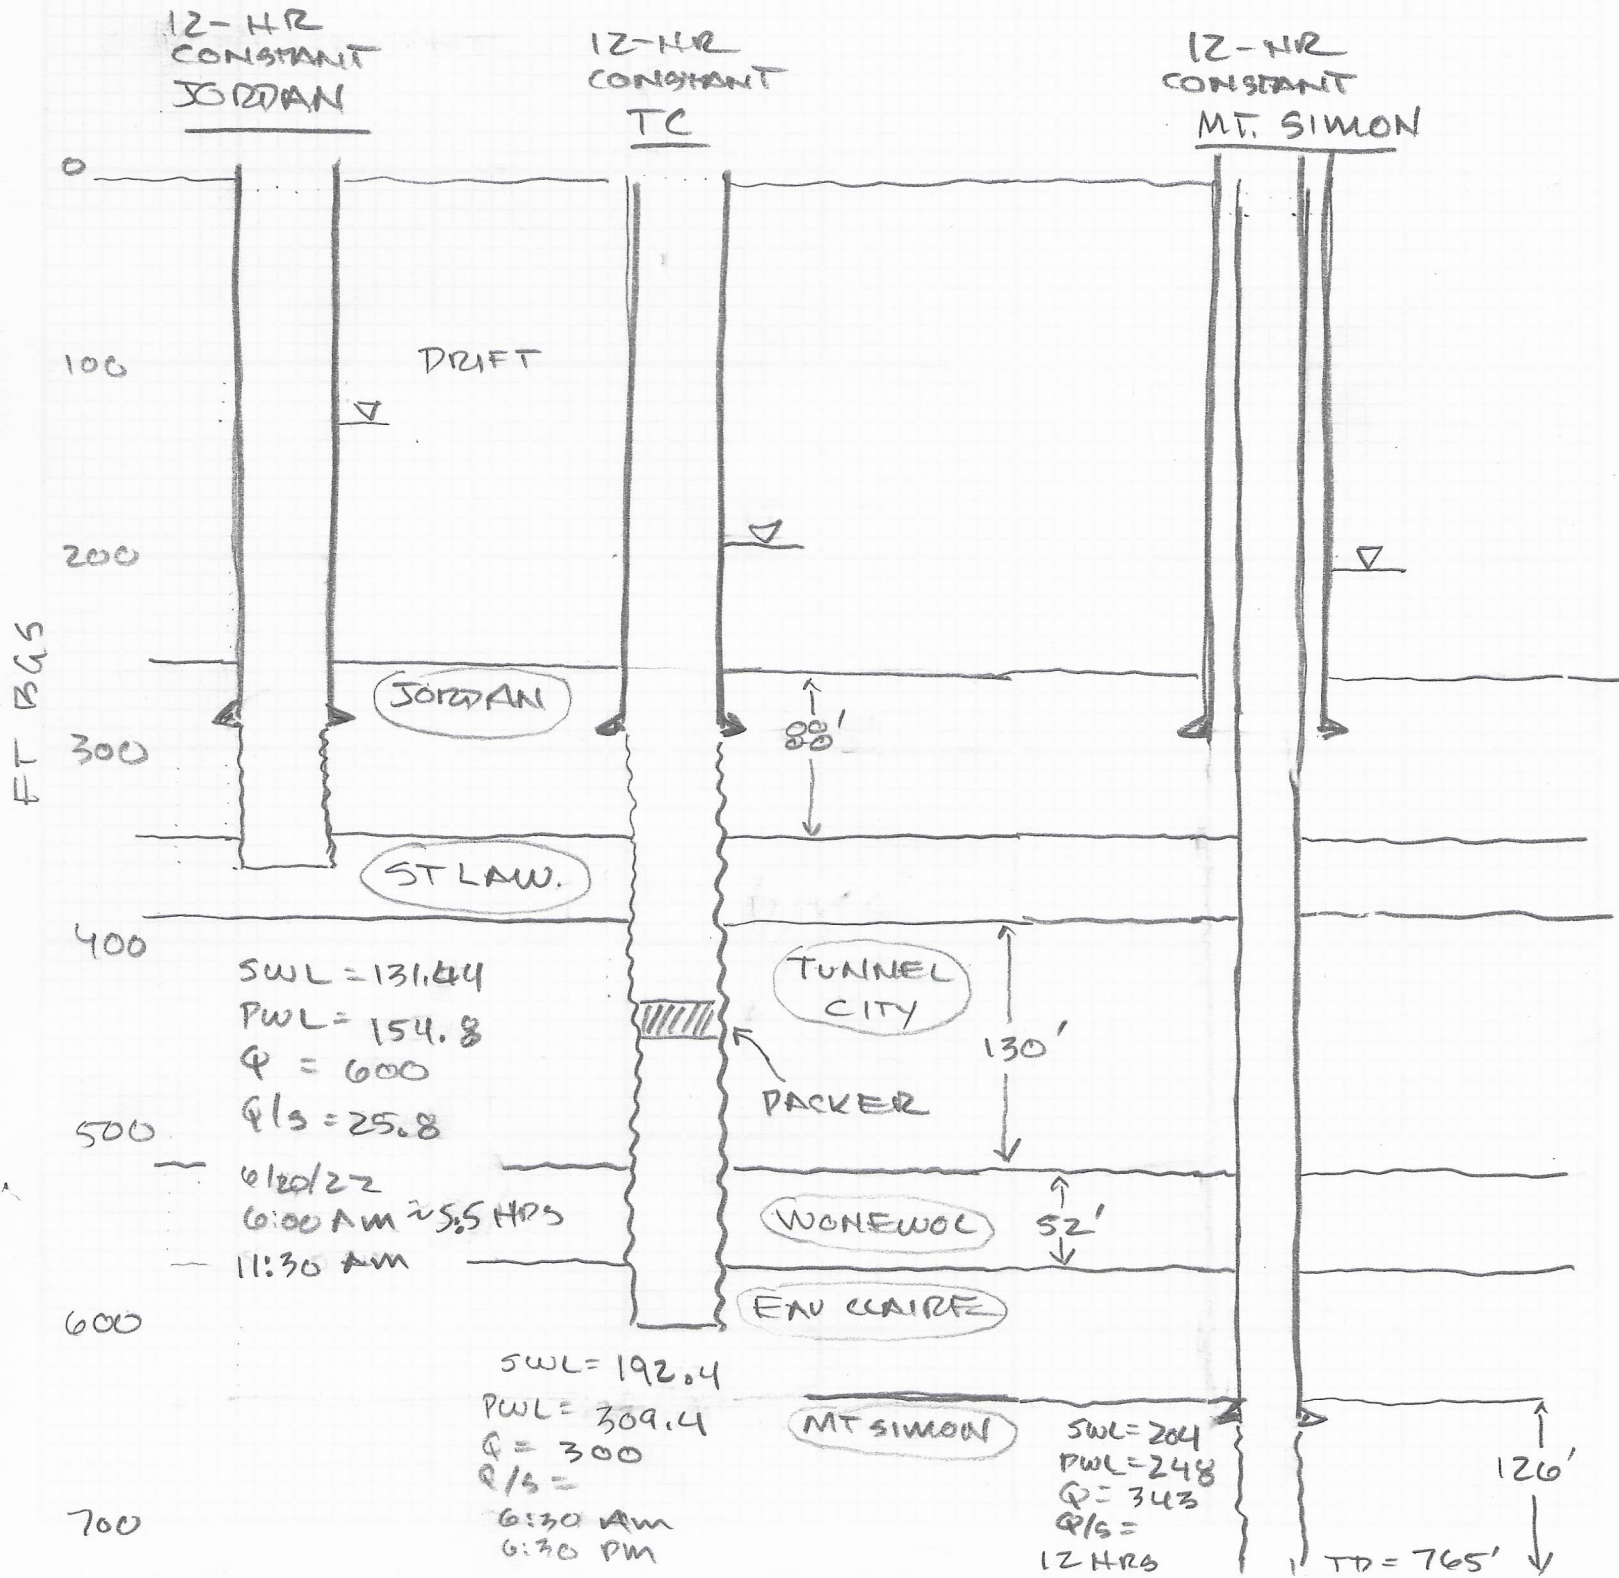 12-HR
CONSTANT
JORDAN
12-HR
CONSTANT
TC
12-HR
CONSTANT
MT. SIMON
0
100
DRIFT
200
FT BGS
JORDAN
88'
300
ST LAW.
400
SWL = 131.44
PWL = 154.8
Q = 600
Q/s = 25.8
6/20/22
6:00 AM ~5.5 HRS
11:30 AM
TUNNEL
CITY
130'
PACKER
500
WONEWOC
52'
EAU CLAIRE
600
SWL = 192.4
PWL = 309.4
Q = 300
Q/s =
6:30 AM
6:30 PM
MT SIMON
SWL = 204
PWL = 248
Q = 343
Q/s =
12 HRS
126'
700
TD = 765'